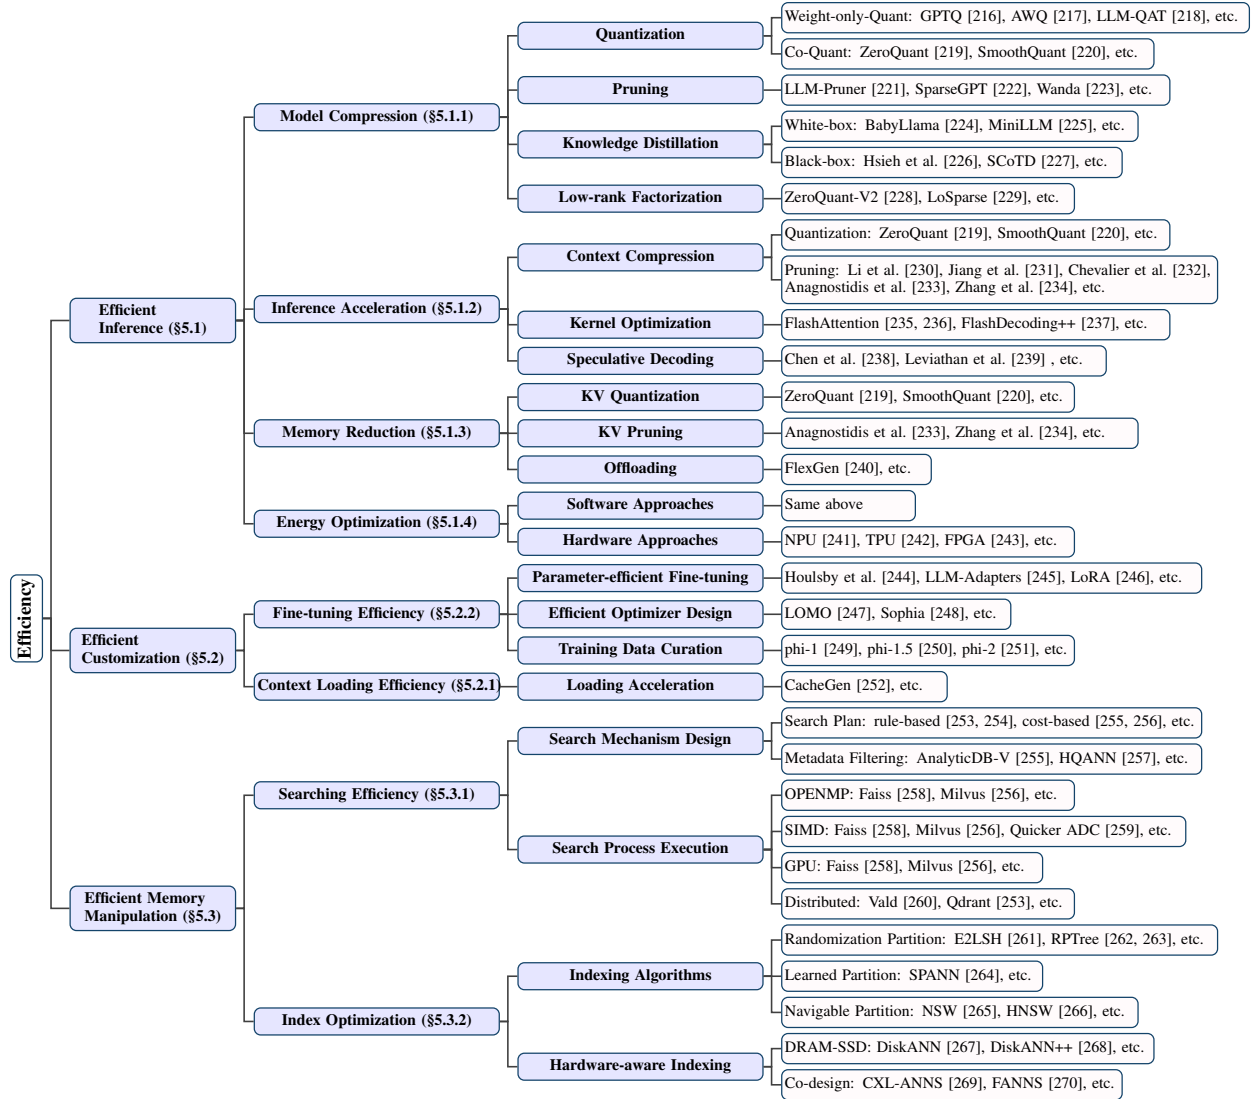 Efficiency
Efficient
Inference (§5.1)
Model Compression (§5.1.1)
Quantization
Weight-only-Quant: GPTQ [216], AWQ [217], LLM-QAT [218], etc.
Co-Quant: ZeroQuant [219], SmoothQuant [220], etc.
Pruning
LLM-Pruner [221], SparseGPT [222], Wanda [223], etc.
Knowledge Distillation
White-box: BabyLlama [224], MiniLLM [225], etc.
Black-box: Hsieh et al. [226], SCoTD [227], etc.
Low-rank Factorization
ZeroQuant-V2 [228], LoSparse [229], etc.
Inference Acceleration (§5.1.2)
Context Compression
Quantization: ZeroQuant [219], SmoothQuant [220], etc.
Pruning: Li et al. [230], Jiang et al. [231], Chevalier et al. [232],
Anagnostidis et al. [233], Zhang et al. [234], etc.
Kernel Optimization
FlashAttention [235, 236], FlashDecoding++ [237], etc.
Speculative Decoding
Chen et al. [238], Leviathan et al. [239] , etc.
Memory Reduction (§5.1.3)
KV Quantization
ZeroQuant [219], SmoothQuant [220], etc.
KV Pruning
Anagnostidis et al. [233], Zhang et al. [234], etc.
Offloading
FlexGen [240], etc.
Energy Optimization (§5.1.4)
Software Approaches
Same above
Hardware Approaches
NPU [241], TPU [242], FPGA [243], etc.
Efficient
Customization (§5.2)
Fine-tuning Efficiency (§5.2.2)
Parameter-efficient Fine-tuning
Houlsby et al. [244], LLM-Adapters [245], LoRA [246], etc.
Efficient Optimizer Design
LOMO [247], Sophia [248], etc.
Training Data Curation
phi-1 [249], phi-1.5 [250], phi-2 [251], etc.
Context Loading Efficiency (§5.2.1)
Loading Acceleration
CacheGen [252], etc.
Efficient Memory
Manipulation (§5.3)
Searching Efficiency (§5.3.1)
Search Mechanism Design
Search Plan: rule-based [253, 254], cost-based [255, 256], etc.
Metadata Filtering: AnalyticDB-V [255], HQANN [257], etc.
Search Process Execution
OPENMP: Faiss [258], Milvus [256], etc.
SIMD: Faiss [258], Milvus [256], Quicker ADC [259], etc.
GPU: Faiss [258], Milvus [256], etc.
Distributed: Vald [260], Qdrant [253], etc.
Index Optimization (§5.3.2)
Indexing Algorithms
Randomization Partition: E2LSH [261], RPTree [262, 263], etc.
Learned Partition: SPANN [264], etc.
Navigable Partition: NSW [265], HNSW [266], etc.
Hardware-aware Indexing
DRAM-SSD: DiskANN [267], DiskANN++ [268], etc.
Co-design: CXL-ANNS [269], FANNS [270], etc.